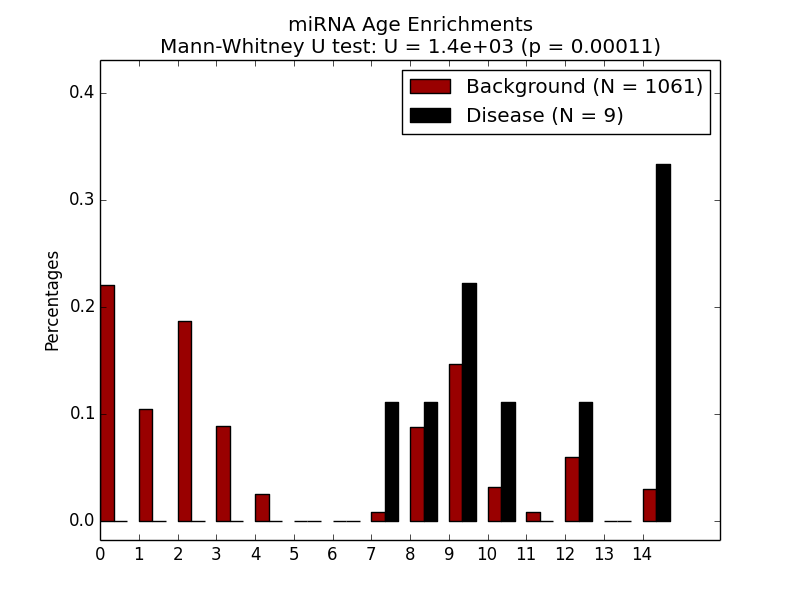 miRNA Age Enrichments
Mann-Whitney U test: U = 1.4e+03 (p = 0.00011)
Background (N = 1061)
Disease (N = 9)
Percentages
0.4
0.3
0.2
0.1
0.0
0 1 2 3 4 5 6 7 8 9 10 11 12 13 14